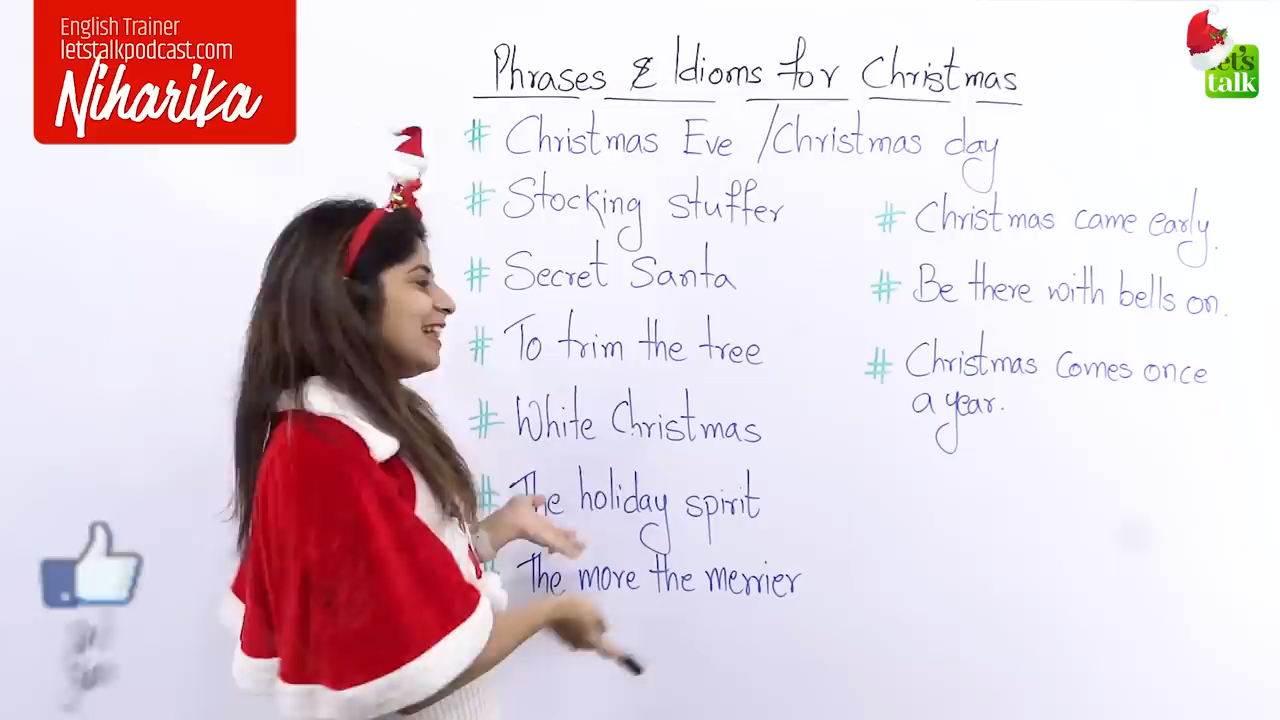 English Trainer
letstalkpodcast.com
Niharika
let's
talk
Phrases & Idioms for Christmas
# Christmas Eve / Christmas day
# Stocking stuffer
# Secret Santa
# To trim the tree
# White Christmas
# The holiday spirit
# The more the merrier
# Christmas came early.
# Be there with bells on.
# Christmas comes once
a year.